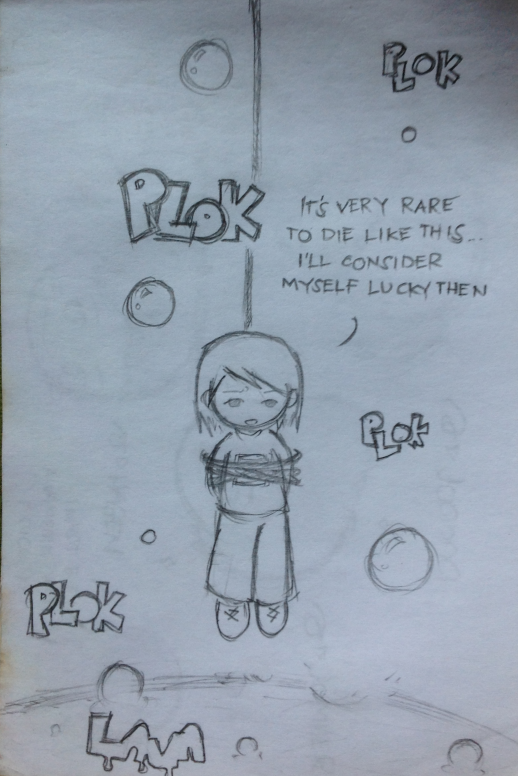 PLOK
PLOK
IT'S VERY RARE
TO DIE LIKE THIS...
I'LL CONSIDER
MYSELF LUCKY THEN
PLOK
PLOK
LAVA